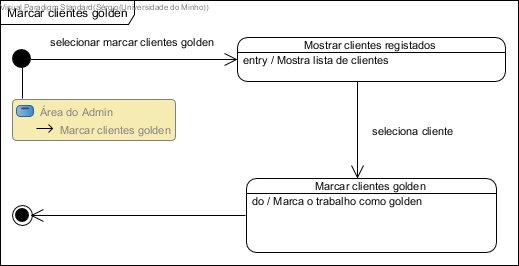 Visual Paradigm Standard(Sérgio(Universidade do Minho))
Marcar clientes golden
selecionar marcar clientes golden
Mostrar clientes registados
entry / Mostra lista de clientes
Área do Admin
Marcar clientes golden
seleciona cliente
Marcar clientes golden
do / Marca o trabalho como golden